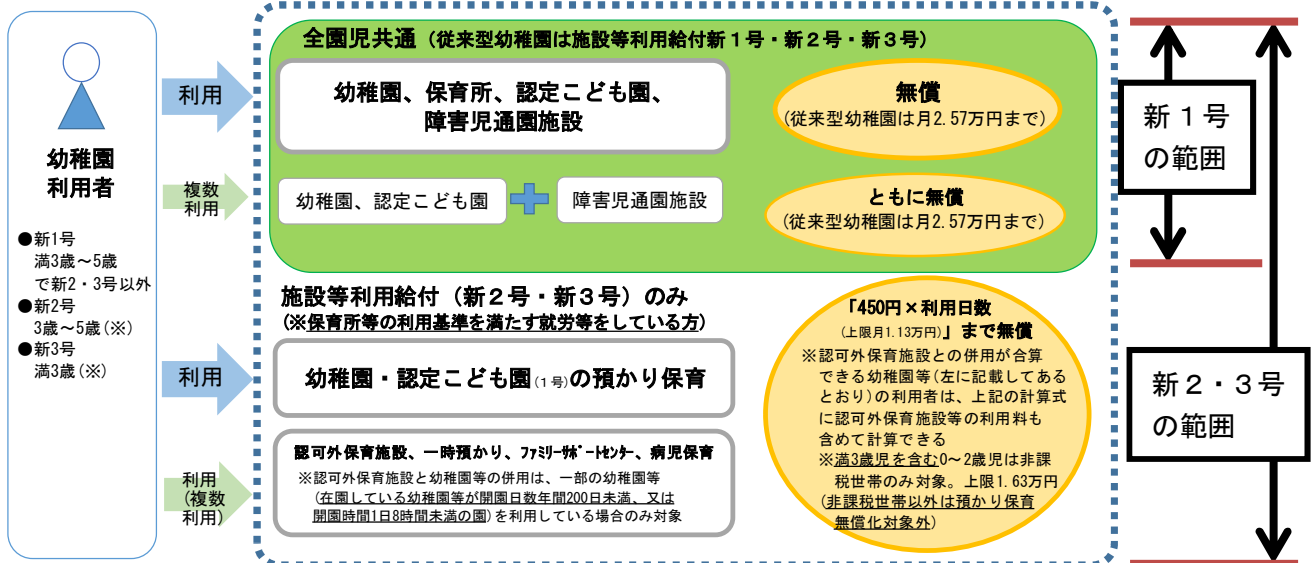 幼稚園
利用者
●新1号
満3歳～5歳
で新2・3号以外
●新2号
3歳～5歳(※)
●新3号
満3歳(※)
利用
複数
利用
利用
利用
(複数
利用)
全園児共通（従来型幼稚園は施設等利用給付新1号・新2号・新3号）
幼稚園、保育所、認定こども園、
障害児通園施設
無償
(従来型幼稚園は月2.57万円まで)
幼稚園、認定こども園
障害児通園施設
ともに無償
(従来型幼稚園は月2.57万円まで)
施設等利用給付（新2号・新3号）のみ
(※保育所等の利用基準を満たす就労等をしている方)
幼稚園・認定こども園(1号)の預かり保育
認可外保育施設、一時預かり、ﾌｧﾐﾘｰｻﾎﾟｰﾄｾﾝﾀｰ、病児保育
※認可外保育施設と幼稚園等の併用は、一部の幼稚園等
(在園している幼稚園等が開園日数年間200日未満、又は
開園時間1日8時間未満の園)を利用している場合のみ対象
「450円×利用日数
(上限月1.13万円)」まで無償
※認可外保育施設との併用が合算
できる幼稚園等(左に記載してある
とおり)の利用者は、上記の計算式
に認可外保育施設等の利用料も
含めて計算できる
※満3歳児を含む0～2歳児は非課
税世帯のみ対象。上限1.63万円
(非課税世帯以外は預かり保育
無償化対象外)
新1号
の範囲
新2・3号
の範囲